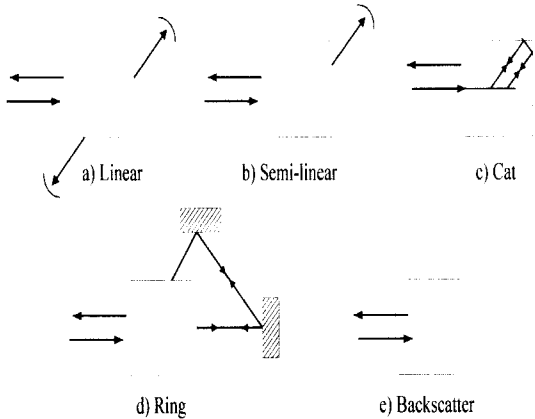 a) Linear
b) Semi-linear
c) Cat
d) Ring
e) Backscatter